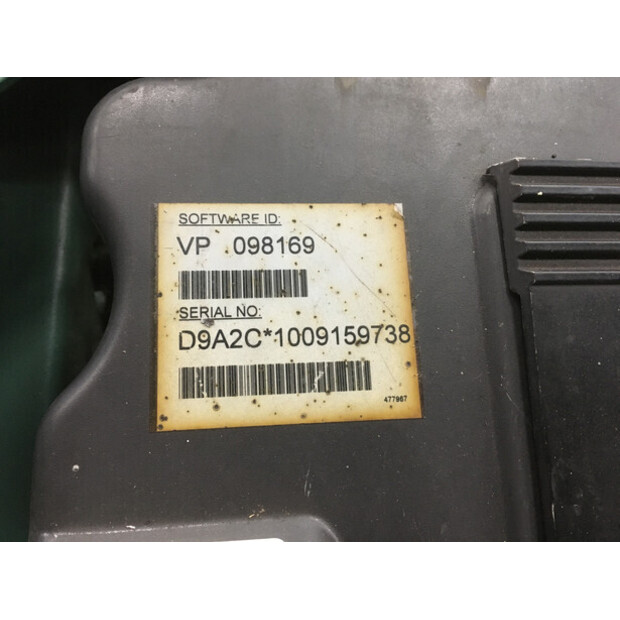 SOFTWARE ID:
VP 098169
SERIAL NO:
D9A2C*1009159738
477967